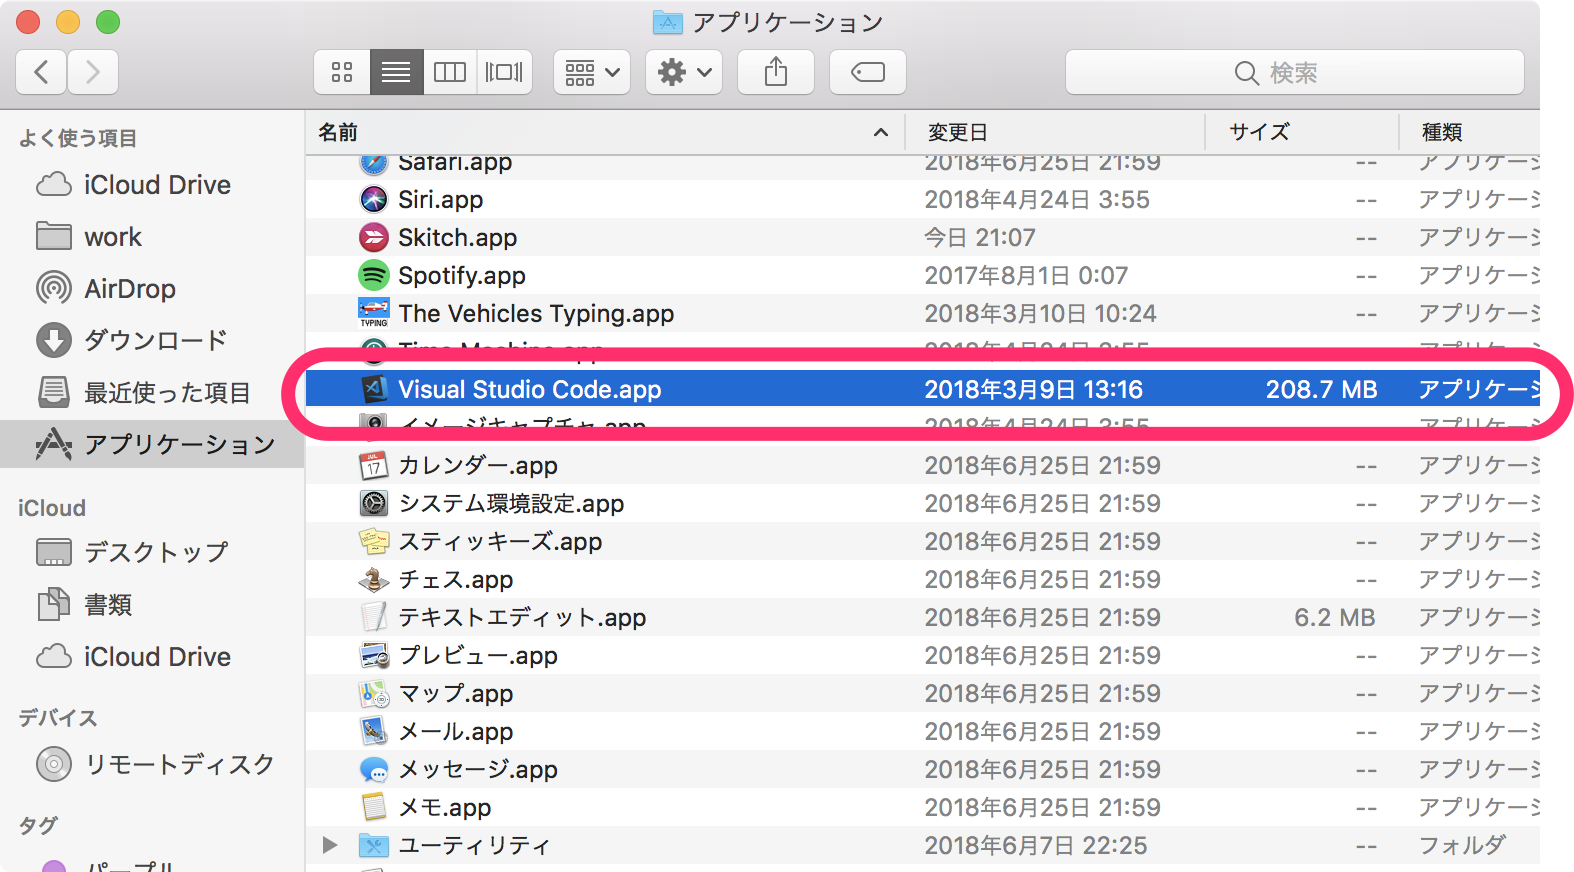 アプリケーション
検索
よく使う項目
iCloud Drive
work
AirDrop
ダウンロード
最近使った項目
アプリケーション
iCloud
デスクトップ
書類
iCloud Drive
デバイス
リモートディスク
タグ
パープル
名前 変更日 サイズ 種類
Safari.app 2018年6月25日 21:59 -- アプリケーシ
Siri.app 2018年4月24日 3:55 -- アプリケーシ
Skitch.app 今日 21:07 -- アプリケーシ
Spotify.app 2017年8月1日 0:07 -- アプリケーシ
The Vehicles Typing.app 2018年3月10日 10:24 -- アプリケーシ
Time Machine.app 2018年4月24日 3:55 -- アプリケーシ
Visual Studio Code.app 2018年3月9日 13:16 208.7 MB アプリケーシ
イメージキャプチャ.app 2018年4月24日 3:55 -- アプリケーシ
カレンダー.app 2018年6月25日 21:59 -- アプリケーシ
システム環境設定.app 2018年6月25日 21:59 -- アプリケーシ
スティッキーズ.app 2018年6月25日 21:59 -- アプリケーシ
チェス.app 2018年6月25日 21:59 -- アプリケーシ
テキストエディット.app 2018年6月25日 21:59 6.2 MB アプリケーシ
プレビュー.app 2018年6月25日 21:59 -- アプリケーシ
マップ.app 2018年6月25日 21:59 -- アプリケーシ
メール.app 2018年6月25日 21:59 -- アプリケーシ
メッセージ.app 2018年6月25日 21:59 -- アプリケーシ
メモ.app 2018年6月25日 21:59 -- アプリケーシ
ユーティリティ 2018年6月7日 22:25 -- フォルダ
TYPING
JUL
17